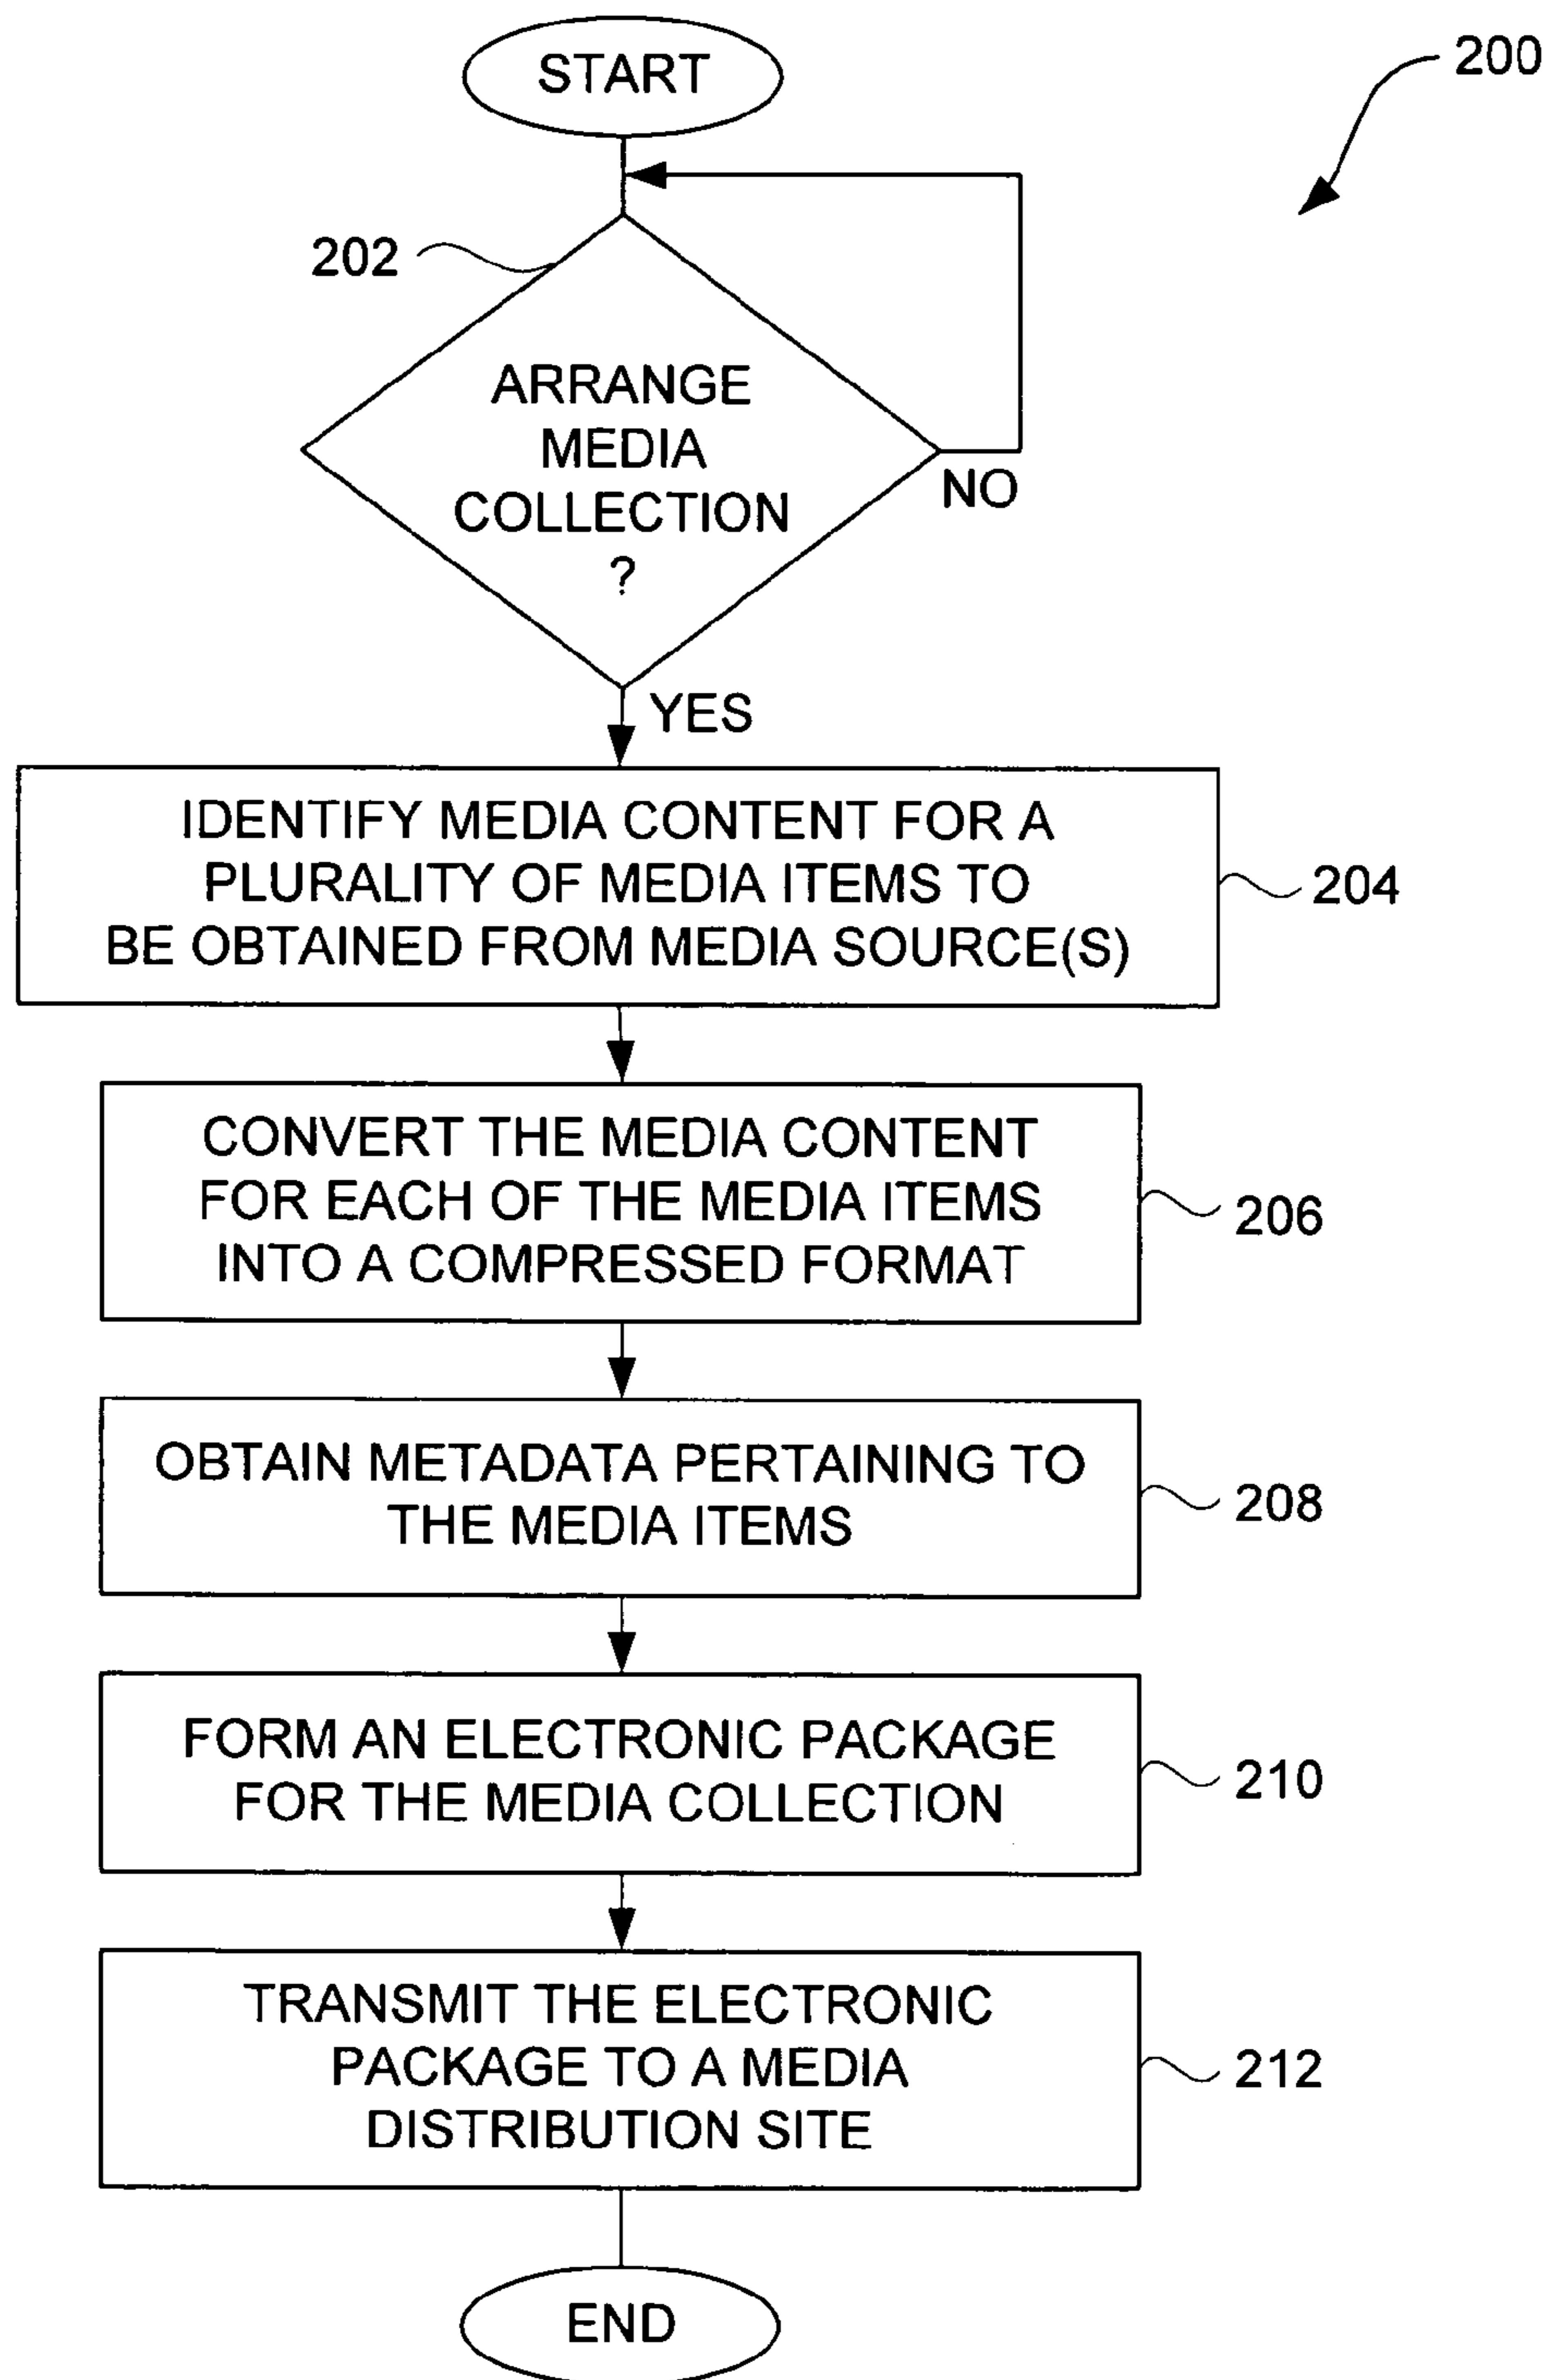 START
200
202
ARRANGE
MEDIA
COLLECTION
?
NO
YES
IDENTIFY MEDIA CONTENT FOR A
PLURALITY OF MEDIA ITEMS TO
BE OBTAINED FROM MEDIA SOURCE(S)
204
CONVERT THE MEDIA CONTENT
FOR EACH OF THE MEDIA ITEMS
INTO A COMPRESSED FORMAT
206
OBTAIN METADATA PERTAINING TO
THE MEDIA ITEMS
208
FORM AN ELECTRONIC PACKAGE
FOR THE MEDIA COLLECTION
210
TRANSMIT THE ELECTRONIC
PACKAGE TO A MEDIA
DISTRIBUTION SITE
212
END